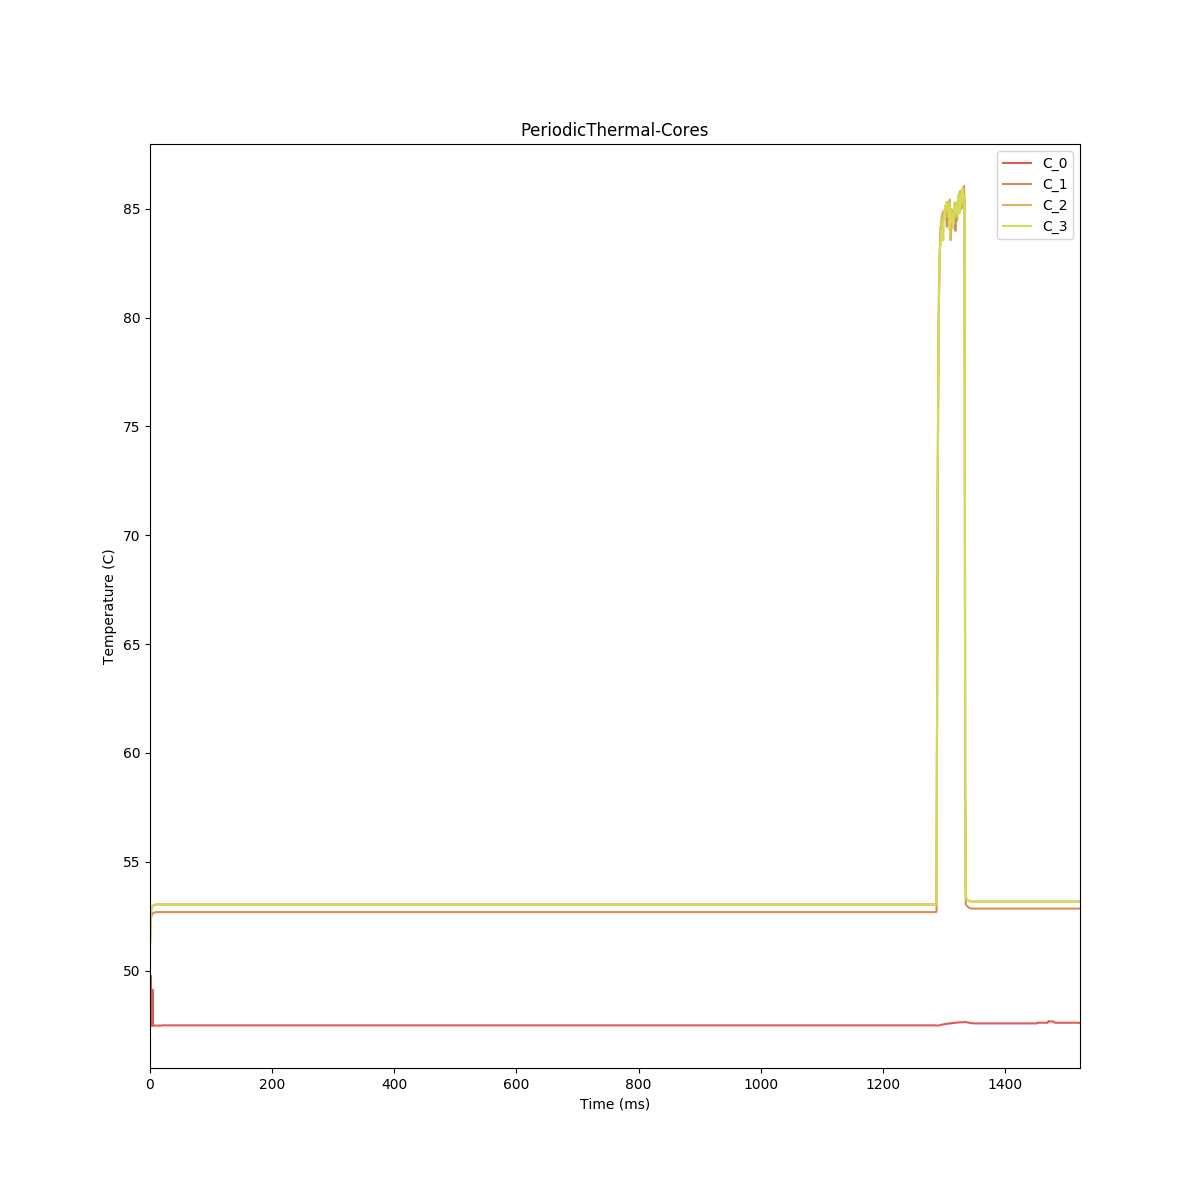 PeriodicThermal-Cores
C_0
C_1
C_2
C_3
85
80
75
70
65
60
55
50
Temperature (C)
0 200 400 600 800 1000 1200 1400
Time (ms)